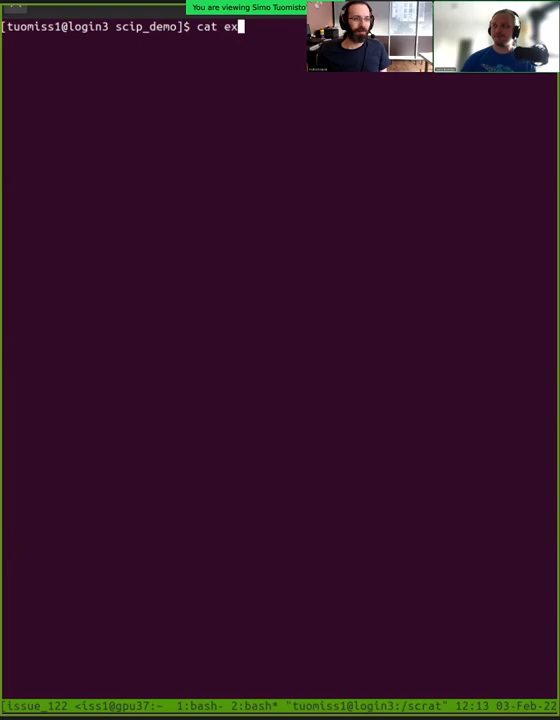 You are viewing Simo Tuomisto'
[tuomiss1@login3 scip_demo]$ cat ex
[issue_122 <iss1@gpu37:~ 1:bash- 2:bash* "tuomiss1@login3:/scrat" 12:13 03-Feb-22